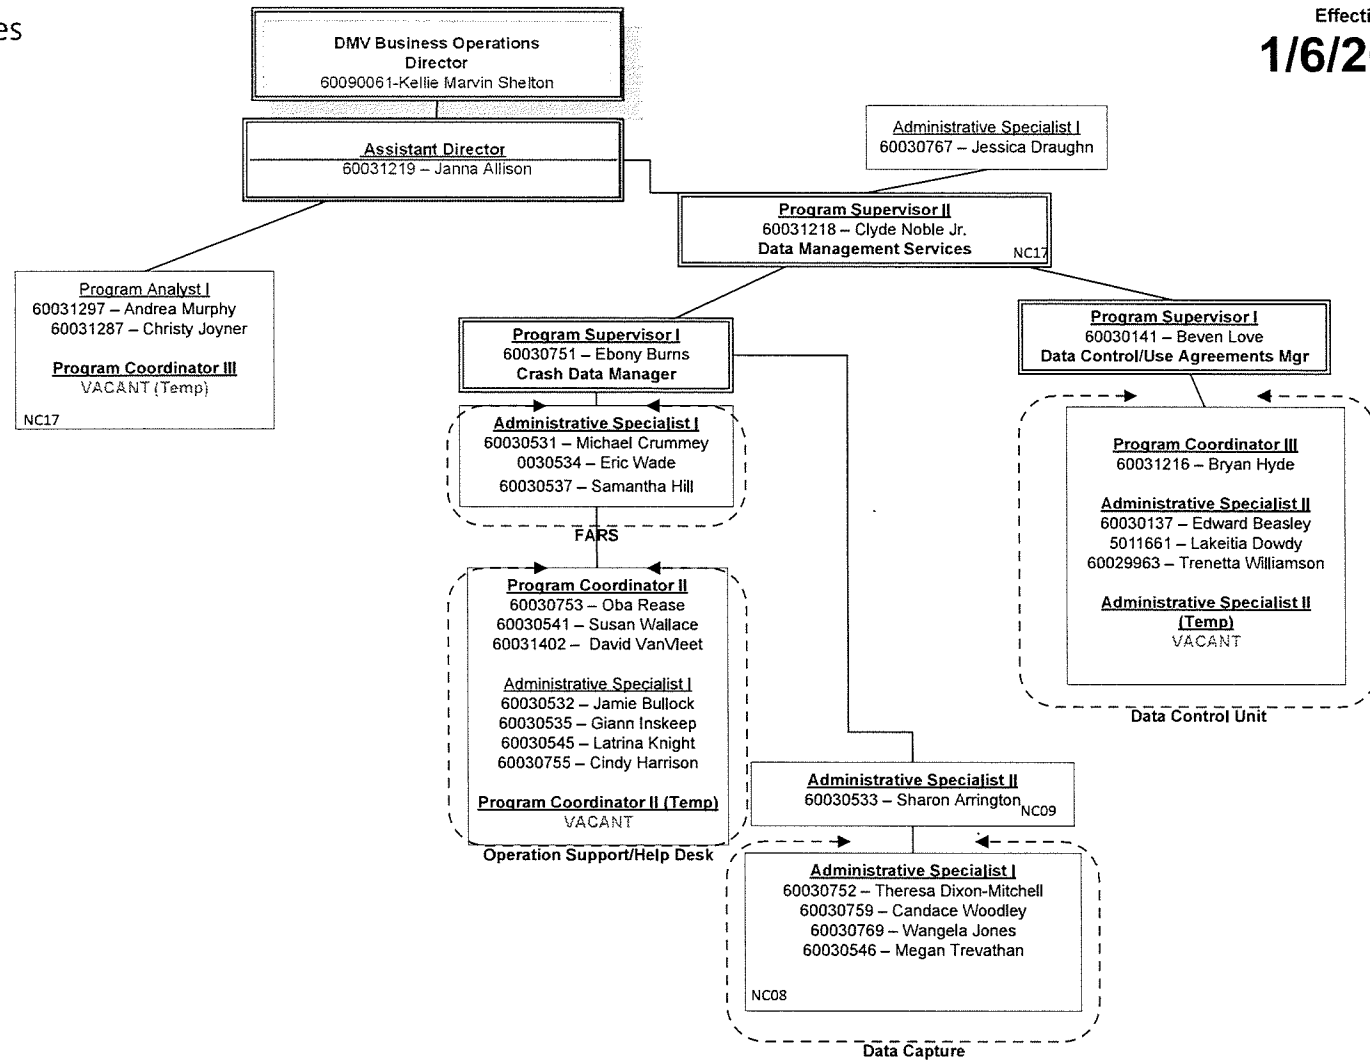 es
Effecti
1/6/2
DMV Business Operations
Director
60090061-Kellie Marvin Shelton
Assistant Director
60031219 – Janna Allison
Administrative Specialist I
60030767 – Jessica Draughn
Program Supervisor II
60031218 – Clyde Noble Jr.
Data Management Services
NC17
Program Analyst I
60031297 – Andrea Murphy
60031287 – Christy Joyner
Program Coordinator III
VACANT (Temp)
NC17
Program Supervisor I
60030751 – Ebony Burns
Crash Data Manager
Program Supervisor I
60030141 – Beven Love
Data Control/Use Agreements Mgr
Administrative Specialist I
60030531 – Michael Crummey
0030534 – Eric Wade
60030537 – Samantha Hill
FARS
Program Coordinator II
60030753 – Oba Rease
60030541 – Susan Wallace
60031402 – David VanVleet
Administrative Specialist I
60030532 – Jamie Bullock
60030535 – Giann Inskeep
60030545 – Latrina Knight
60030755 – Cindy Harrison
Program Coordinator II (Temp)
VACANT
Operation Support/Help Desk
Program Coordinator III
60031216 – Bryan Hyde
Administrative Specialist II
60030137 – Edward Beasley
5011661 – Lakeitia Dowdy
60029963 – Trenetta Williamson
Administrative Specialist II
(Temp)
VACANT
Data Control Unit
Administrative Specialist II
60030533 – Sharon Arrington
NC09
Administrative Specialist I
60030752 – Theresa Dixon-Mitchell
60030759 – Candace Woodley
60030769 – Wangela Jones
60030546 – Megan Trevathan
NC08
Data Capture